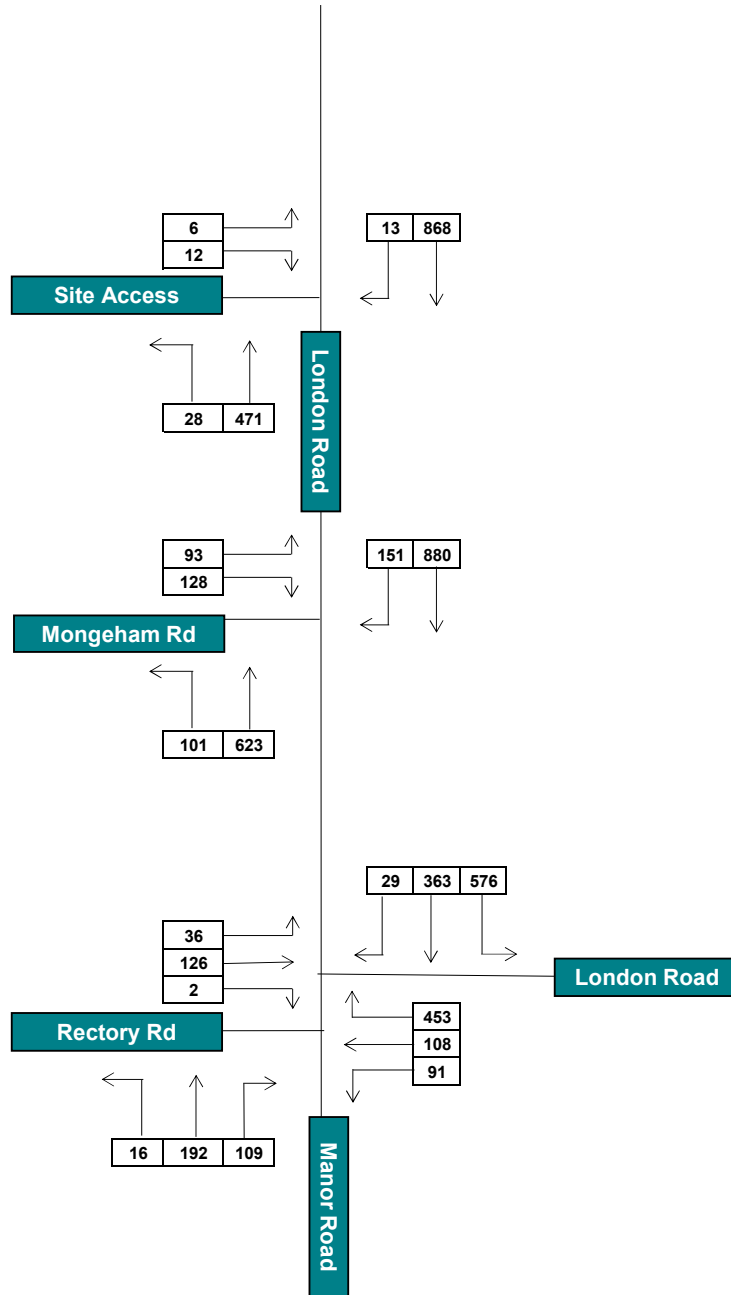 6
12
13 868
Site Access
London Road
28 471
93
128
151 880
Mongeham Rd
101 623
29 363 576
36
126
2
London Road
Rectory Rd
453
108
91
16 192 109
Manor Road